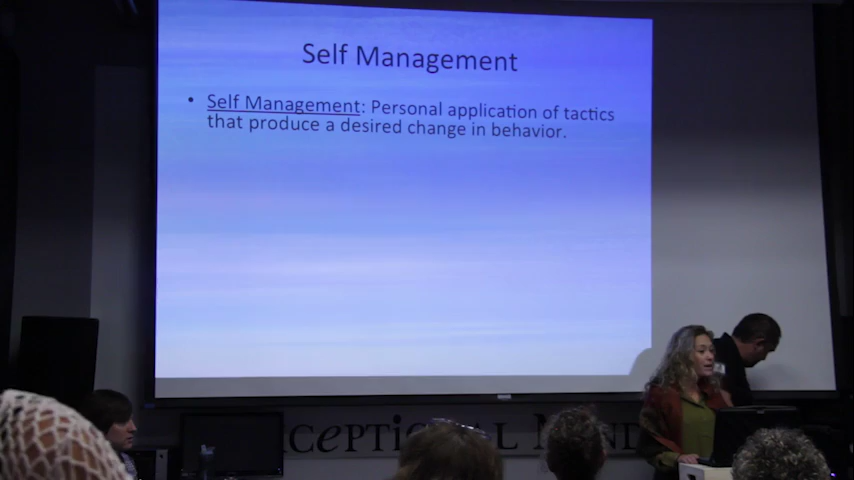 Self Management
• Self Management: Personal application of tactics
that produce a desired change in behavior.